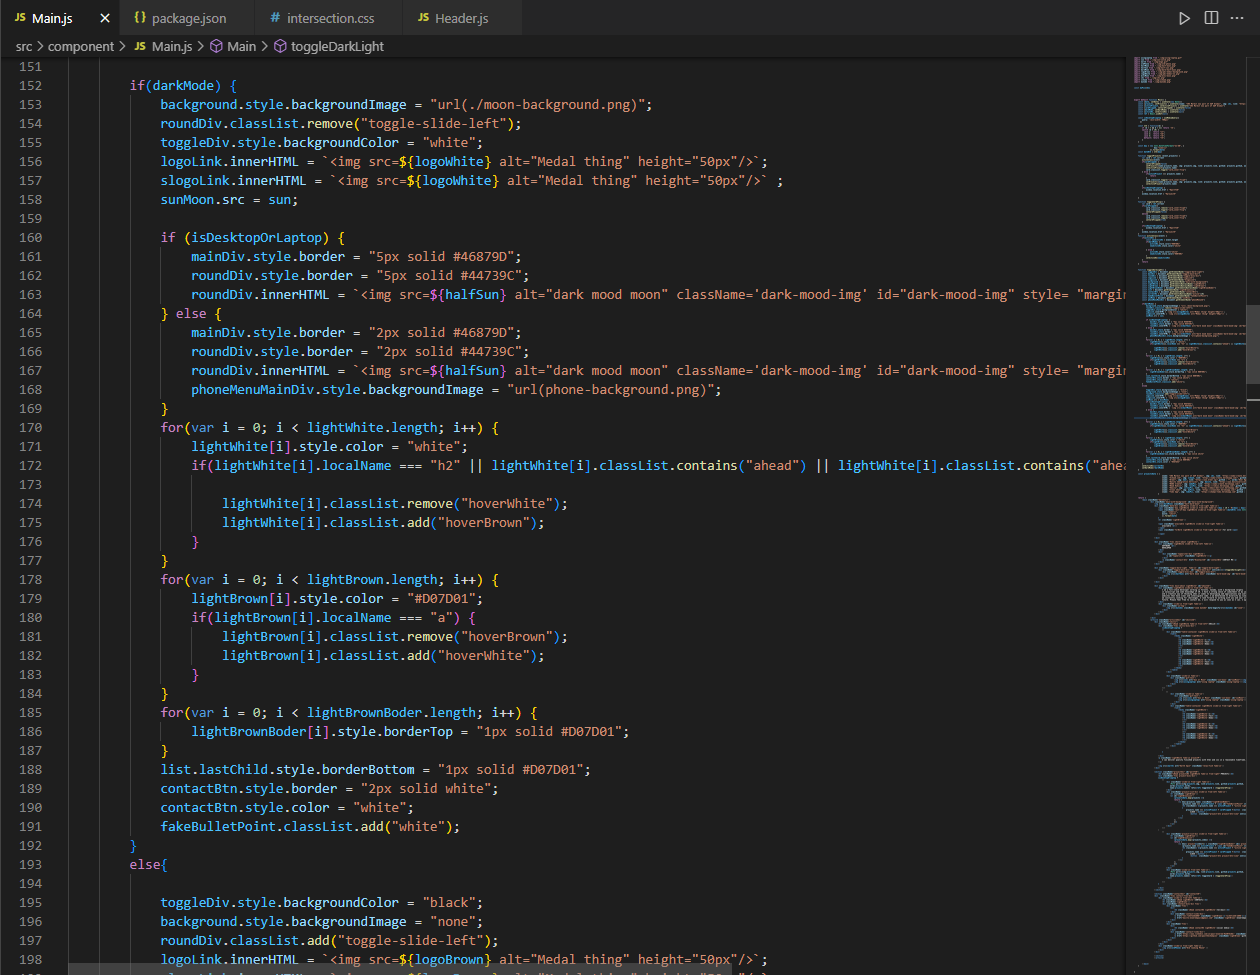 JS Main.js × {} package.json # intersection.css JS Header.js
src > component > JS Main.js > Main > toggleDarkLight
151
152 if(darkMode) {
153 background.style.backgroundImage = "url(./moon-background.png)";
154 roundDiv.classList.remove("toggle-slide-left");
155 toggleDiv.style.backgroundColor = "white";
156 logoLink.innerHTML = `<img src=${logoWhite} alt="Medal thing" height="50px"/>`;
157 slogoLink.innerHTML = `<img src=${logoWhite} alt="Medal thing" height="50px"/>` ;
158 sunMoon.src = sun;
159
160 if (isDesktopOrLaptop) {
161 mainDiv.style.border = "5px solid #46879D";
162 roundDiv.style.border = "5px solid #44739C";
163 roundDiv.innerHTML = `<img src=${halfSun} alt="dark mood moon" className='dark-mood-img' id="dark-mood-img" style= "margin
164 } else {
165 mainDiv.style.border = "2px solid #46879D";
166 roundDiv.style.border = "2px solid #44739C";
167 roundDiv.innerHTML = `<img src=${halfSun} alt="dark mood moon" className='dark-mood-img' id="dark-mood-img" style= "margin
168 phoneMenuMainDiv.style.backgroundImage = "url(phone-background.png)";
169 }
170 for(var i = 0; i < lightWhite.length; i++) {
171 lightWhite[i].style.color = "white";
172 if(lightWhite[i].localName === "h2" || lightWhite[i].classList.contains("ahead") || lightWhite[i].classList.contains("ahea
173
174 lightWhite[i].classList.remove("hoverWhite");
175 lightWhite[i].classList.add("hoverBrown");
176 }
177 }
178 for(var i = 0; i < lightBrown.length; i++) {
179 lightBrown[i].style.color = "#D07D01";
180 if(lightBrown[i].localName === "a") {
181 lightBrown[i].classList.remove("hoverBrown");
182 lightBrown[i].classList.add("hoverWhite");
183 }
184 }
185 for(var i = 0; i < lightBrownBoder.length; i++) {
186 lightBrownBoder[i].style.borderTop = "1px solid #D07D01";
187 }
188 list.lastChild.style.borderBottom = "1px solid #D07D01";
189 contactBtn.style.border = "2px solid white";
190 contactBtn.style.color = "white";
191 fakeBulletPoint.classList.add("white");
192 }
193 else{
194
195 toggleDiv.style.backgroundColor = "black";
196 background.style.backgroundImage = "none";
197 roundDiv.classList.add("toggle-slide-left");
198 logoLink.innerHTML = `<img src=${logoBrown} alt="Medal thing" height="50px"/>`;